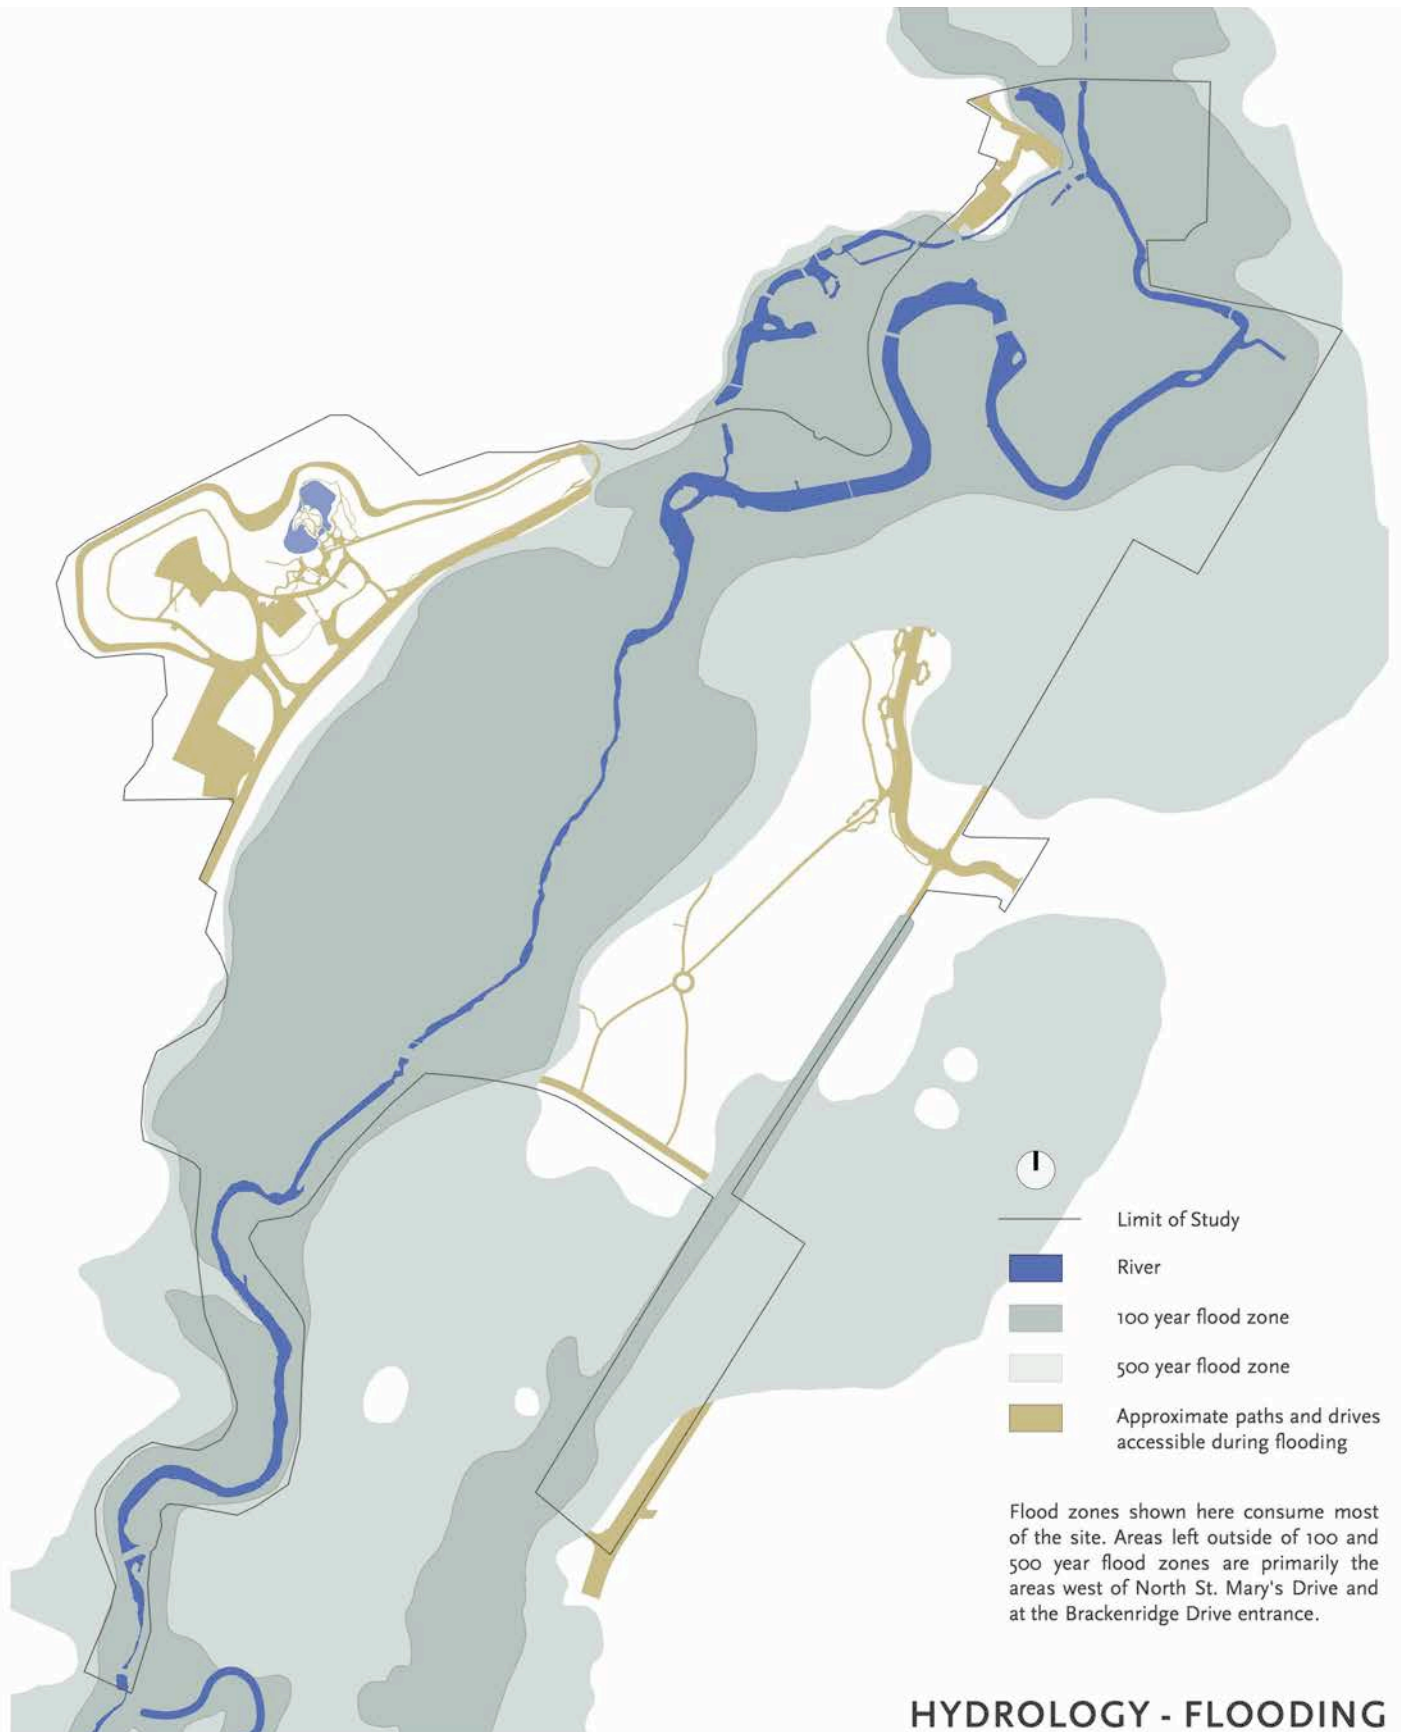 Limit of Study
River
100 year flood zone
500 year flood zone
Approximate paths and drives
accessible during flooding
Flood zones shown here consume most
of the site. Areas left outside of 100 and
500 year flood zones are primarily the
areas west of North St. Mary's Drive and
at the Brackenridge Drive entrance.
HYDROLOGY - FLOODING